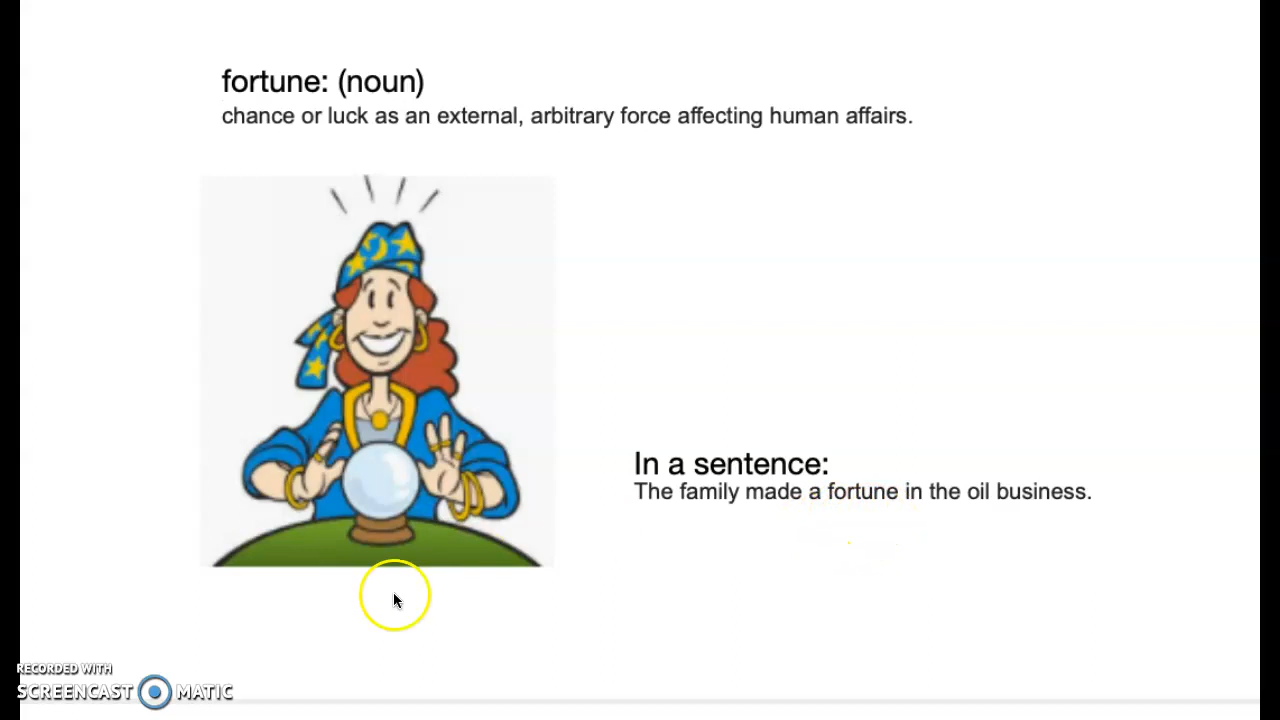 fortune: (noun)
chance or luck as an external, arbitrary force affecting human affairs.
In a sentence:
The family made a fortune in the oil business.
RECORDED WITH
SCREENCAST MATIC